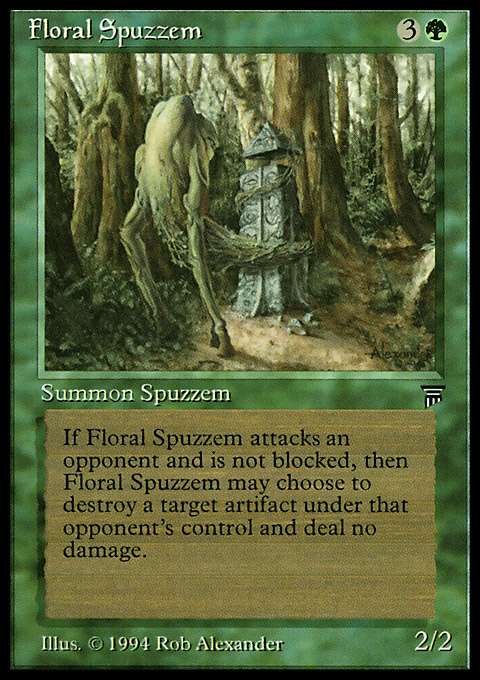 Floral Spuzzem 3
Alexander
Summon Spuzzem
If Floral Spuzzem attacks an
opponent and is not blocked, then
Floral Spuzzem may choose to
destroy a target artifact under that
opponent's control and deal no
damage.
Illus. © 1994 Rob Alexander 2/2